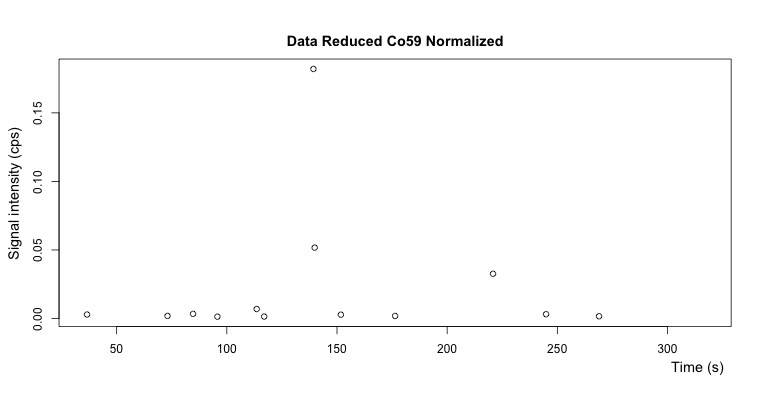 Data Reduced Co59 Normalized
Signal intensity (cps)
0.15
0.10
0.05
0.00
50 100 150 200 250 300
Time (s)